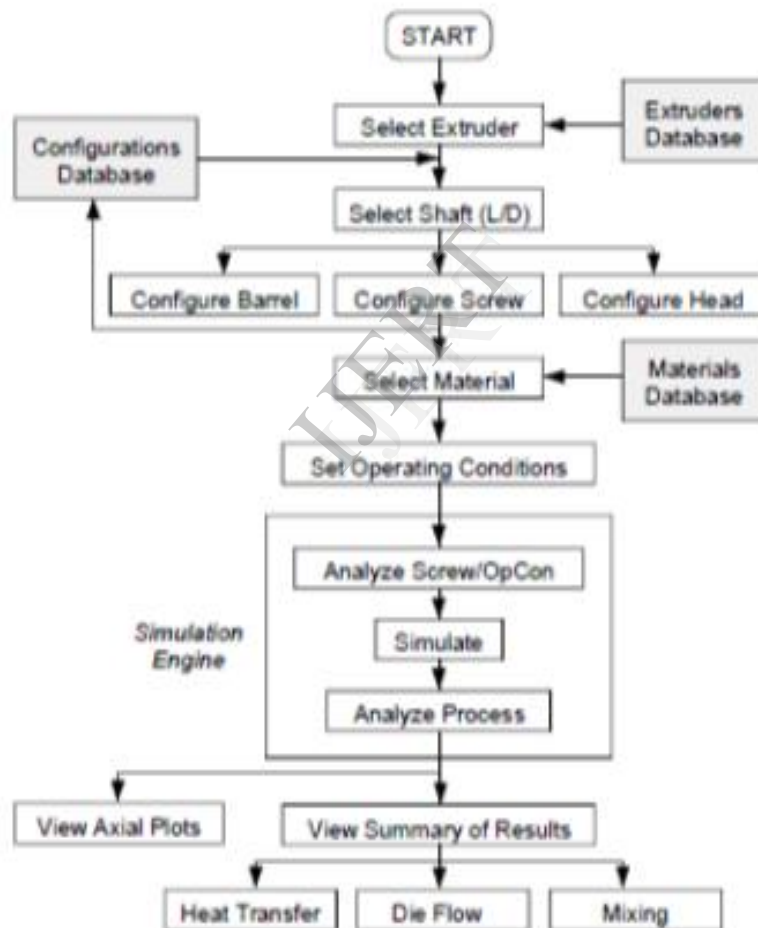 START
Select Extruder
Extruders
Database
Configurations
Database
Select Shaft (L/D)
Configure Barrel
Configure Screw
Configure Head
Select Material
Materials
Database
IJERT
Set Operating Conditions
Analyze Screw/OpCon
Simulation
Engine
Simulate
Analyze Process
View Axial Plots
View Summary of Results
Heat Transfer
Die Flow
Mixing